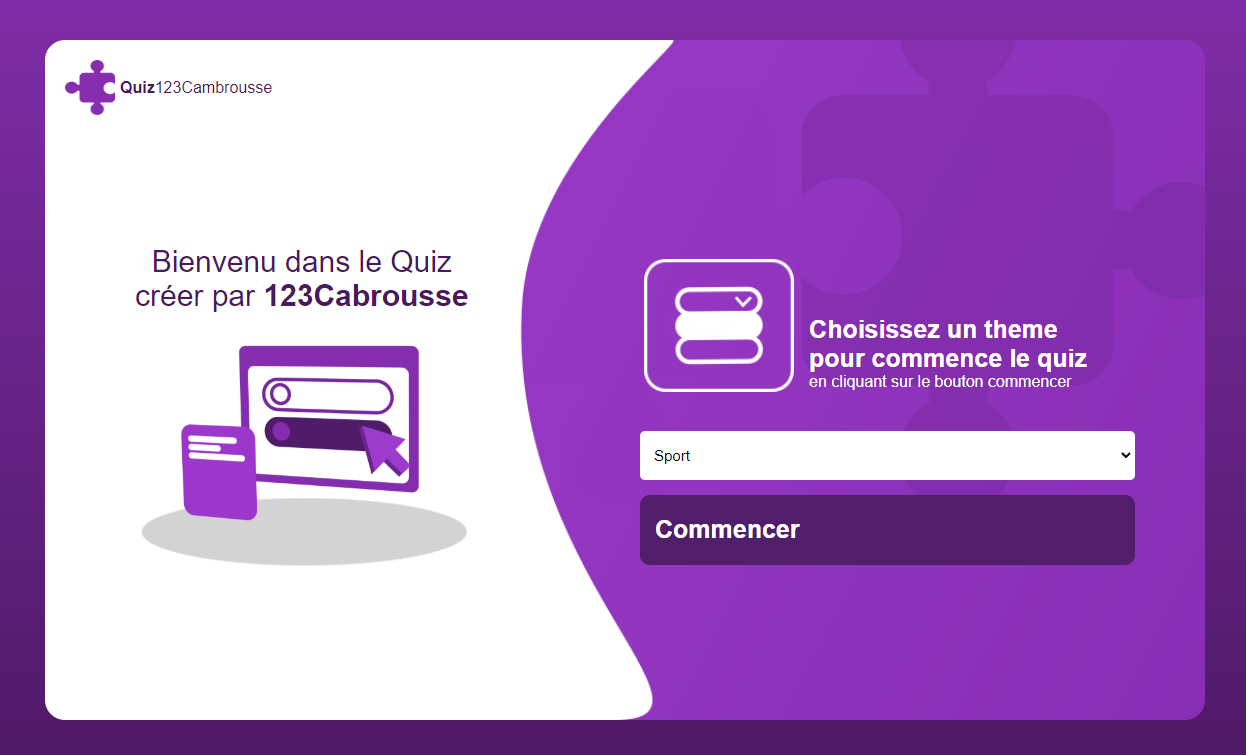 Quiz123Cambrousse
Bienvenu dans le Quiz
créer par 123Cabrousse
Choisissez un theme
pour commence le quiz
en cliquant sur le bouton commencer
Sport
Commencer